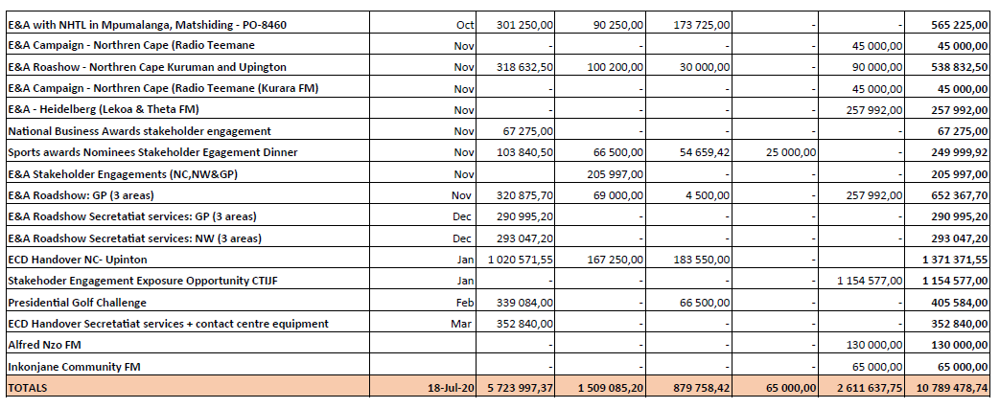 E&A with NHTL in Mpumalanga, Matshiding - PO-8460 Oct 301 250,00 90 250,00 173 725,00 - - 565 225,00
E&A Campaign - Northren Cape (Radio Teemane Nov - - - - 45 000,00 45 000,00
E&A Roashow - Northren Cape Kuruman and Upington Nov 318 632,50 100 200,00 30 000,00 - 90 000,00 538 832,50
E&A Campaign - Northren Cape (Radio Teemane (Kurara FM) Nov - - - - 45 000,00 45 000,00
E&A - Heidelberg (Lekoa & Theta FM) Nov - - - - 257 992,00 257 992,00
National Business Awards stakeholder engagement Nov 67 275,00 - - - - 67 275,00
Sports awards Nominees Stakeholder Egagement Dinner Nov 103 840,50 66 500,00 54 659,42 25 000,00 - 249 999,92
E&A Stakeholder Engagements (NC,NW&GP) Nov 205 997,00 - - - 205 997,00
E&A Roadshow: GP (3 areas) Nov 320 875,70 69 000,00 4 500,00 - 257 992,00 652 367,70
E&A Roadshow Secretatiat services: GP (3 areas) Dec 290 995,20 - - - - 290 995,20
E&A Roadshow Secretatiat services: NW (3 areas) Dec 293 047,20 - - - - 293 047,20
ECD Handover NC- Upinton Jan 1 020 571,55 167 250,00 183 550,00 - - 1 371 371,55
Stakehoder Engagement Exposure Opportunity CTIJF Jan - - - - 1 154 577,00 1 154 577,00
Presidential Golf Challenge Feb 339 084,00 - 66 500,00 - - 405 584,00
ECD Handover Secretatiat services + contact centre equipment Mar 352 840,00 - - - - 352 840,00
Alfred Nzo FM - - - - 130 000,00 130 000,00
Inkonjane Community FM - - - - 65 000,00 65 000,00
TOTALS 18-Jul-20 5 723 997,37 1 509 085,20 879 758,42 65 000,00 2 611 637,75 10 789 478,74